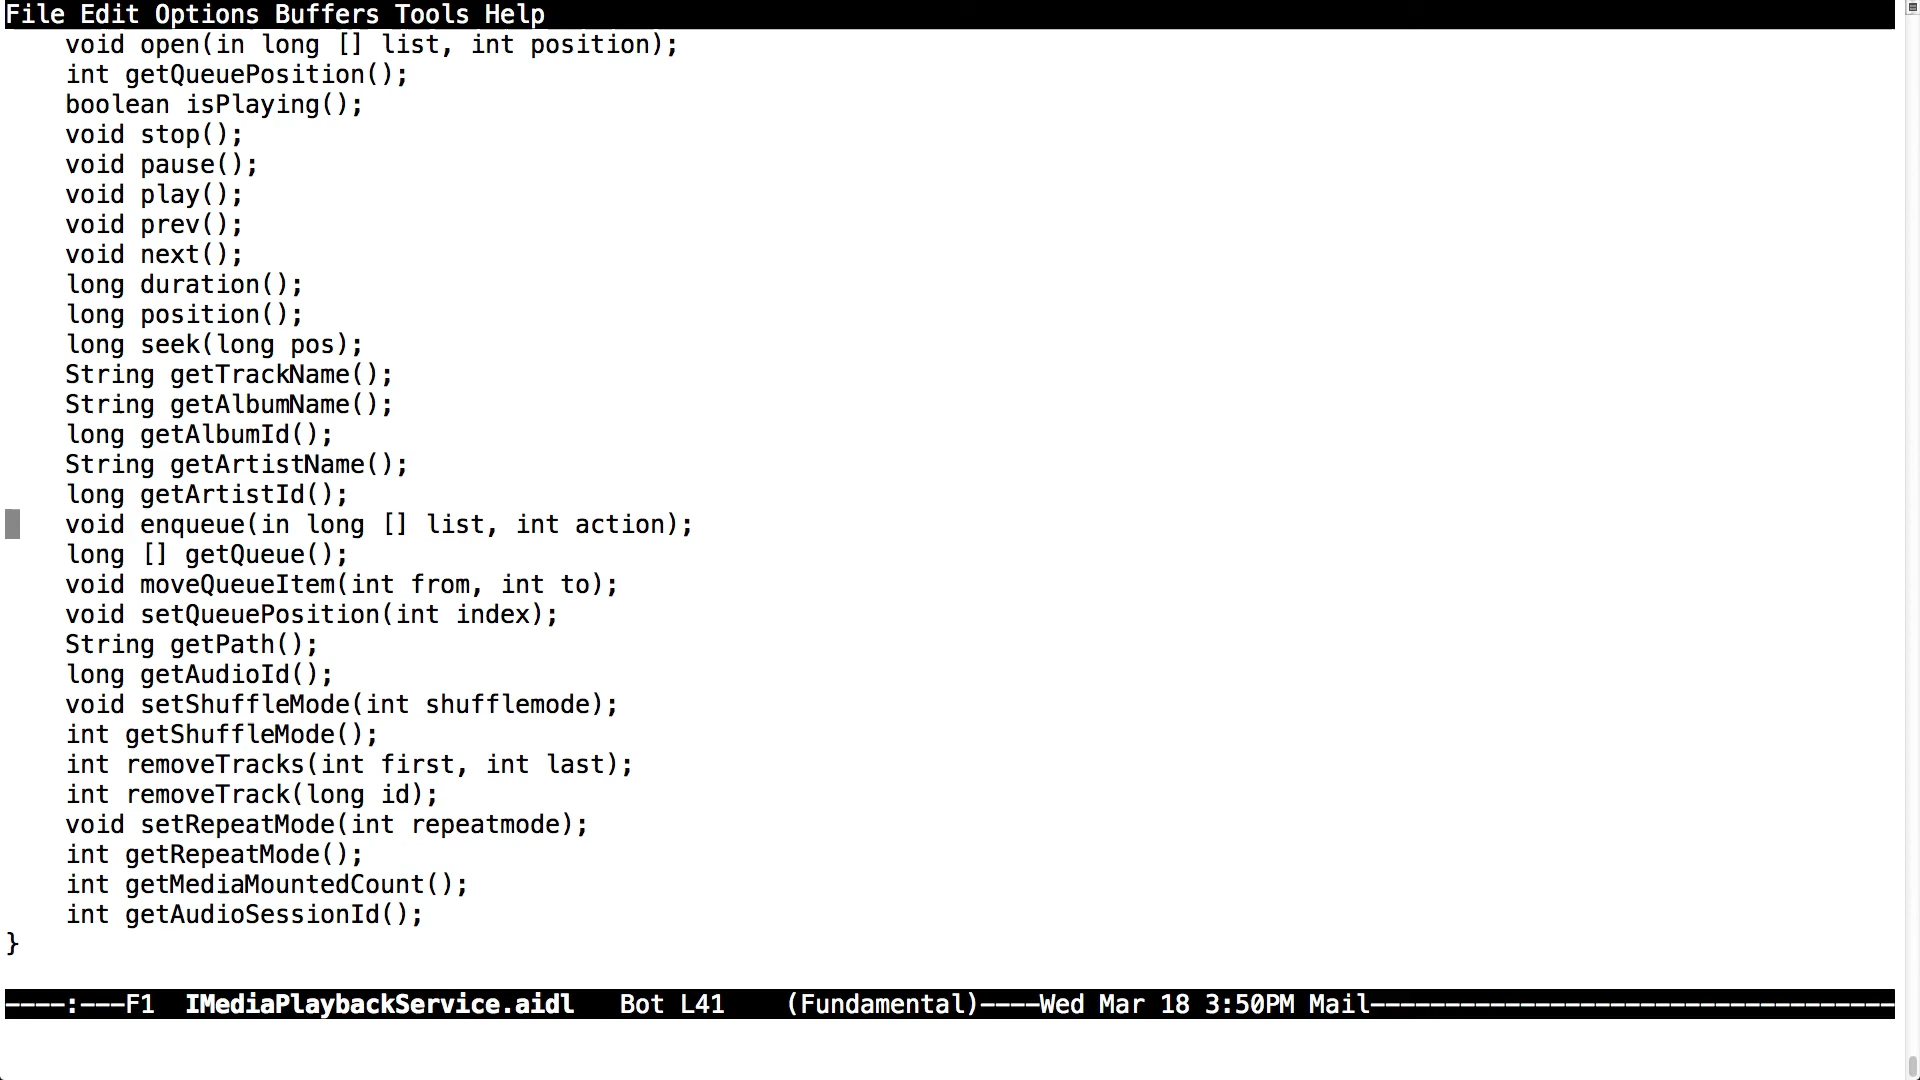 File Edit Options Buffers Tools Help
    void open(in long [] list, int position);
    int getQueuePosition();
    boolean isPlaying();
    void stop();
    void pause();
    void play();
    void prev();
    void next();
    long duration();
    long position();
    long seek(long pos);
    String getTrackName();
    String getAlbumName();
    long getAlbumId();
    String getArtistName();
    long getArtistId();
    void enqueue(in long [] list, int action);
    long [] getQueue();
    void moveQueueItem(int from, int to);
    void setQueuePosition(int index);
    String getPath();
    long getAudioId();
    void setShuffleMode(int shufflemode);
    int getShuffleMode();
    int removeTracks(int first, int last);
    int removeTrack(long id);
    void setRepeatMode(int repeatmode);
    int getRepeatMode();
    int getMediaMountedCount();
    int getAudioSessionId();
}
----:---F1  IMediaPlaybackService.aidl   Bot L41    (Fundamental)----Wed Mar 18 3:50PM Mail-----------------------------------